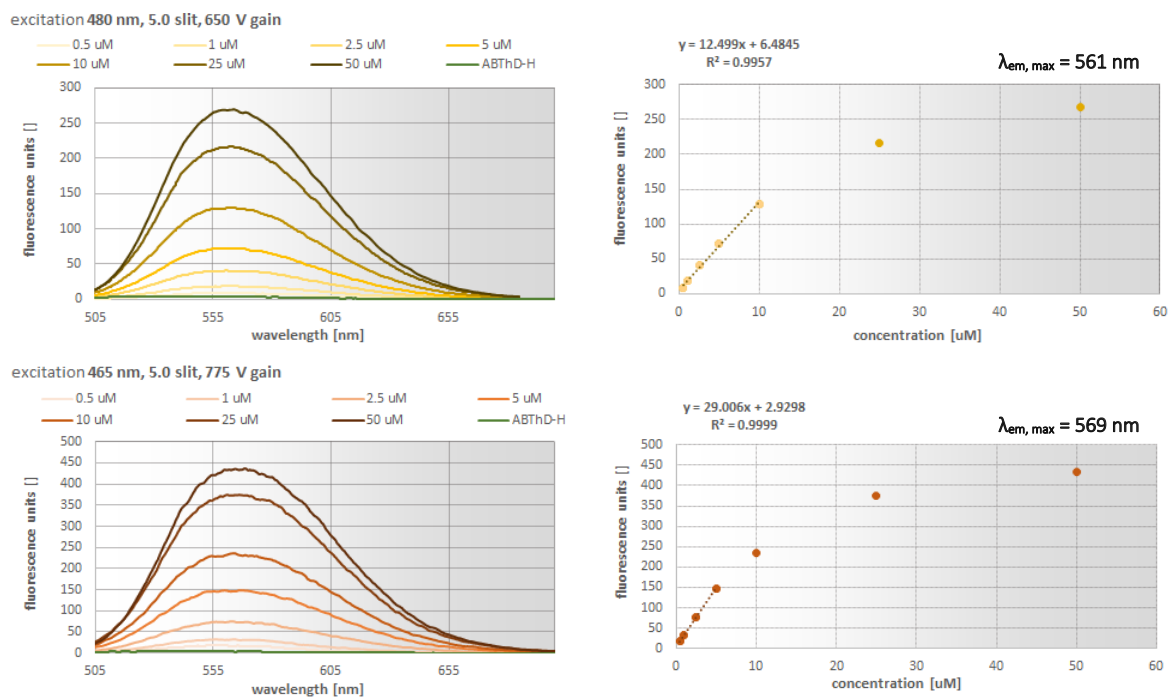 excitation 480 nm, 5.0 slit, 650 V gain
0.5 uM 1 uM 2.5 uM 5 uM
10 uM 25 uM 50 uM ABThD-H
300
250
200
150
100
50
0
505 555 605 655
fluorescence units []
wavelength [nm]
y = 12.499x + 6.4845
R² = 0.9957
λem, max = 561 nm
300
250
200
150
100
50
0
0 10 20 30 40 50 60
fluorescence units []
concentration [uM]
excitation 465 nm, 5.0 slit, 775 V gain
0.5 uM 1 uM 2.5 uM 5 uM
10 uM 25 uM 50 uM ABThD-H
500
450
400
350
300
250
200
150
100
50
0
505 555 605 655
fluorescence units []
wavelength [nm]
y = 29.006x + 2.9298
R² = 0.9999
λem, max = 569 nm
500
450
400
350
300
250
200
150
100
50
0
0 10 20 30 40 50 60
fluorescence units []
concentration [uM]